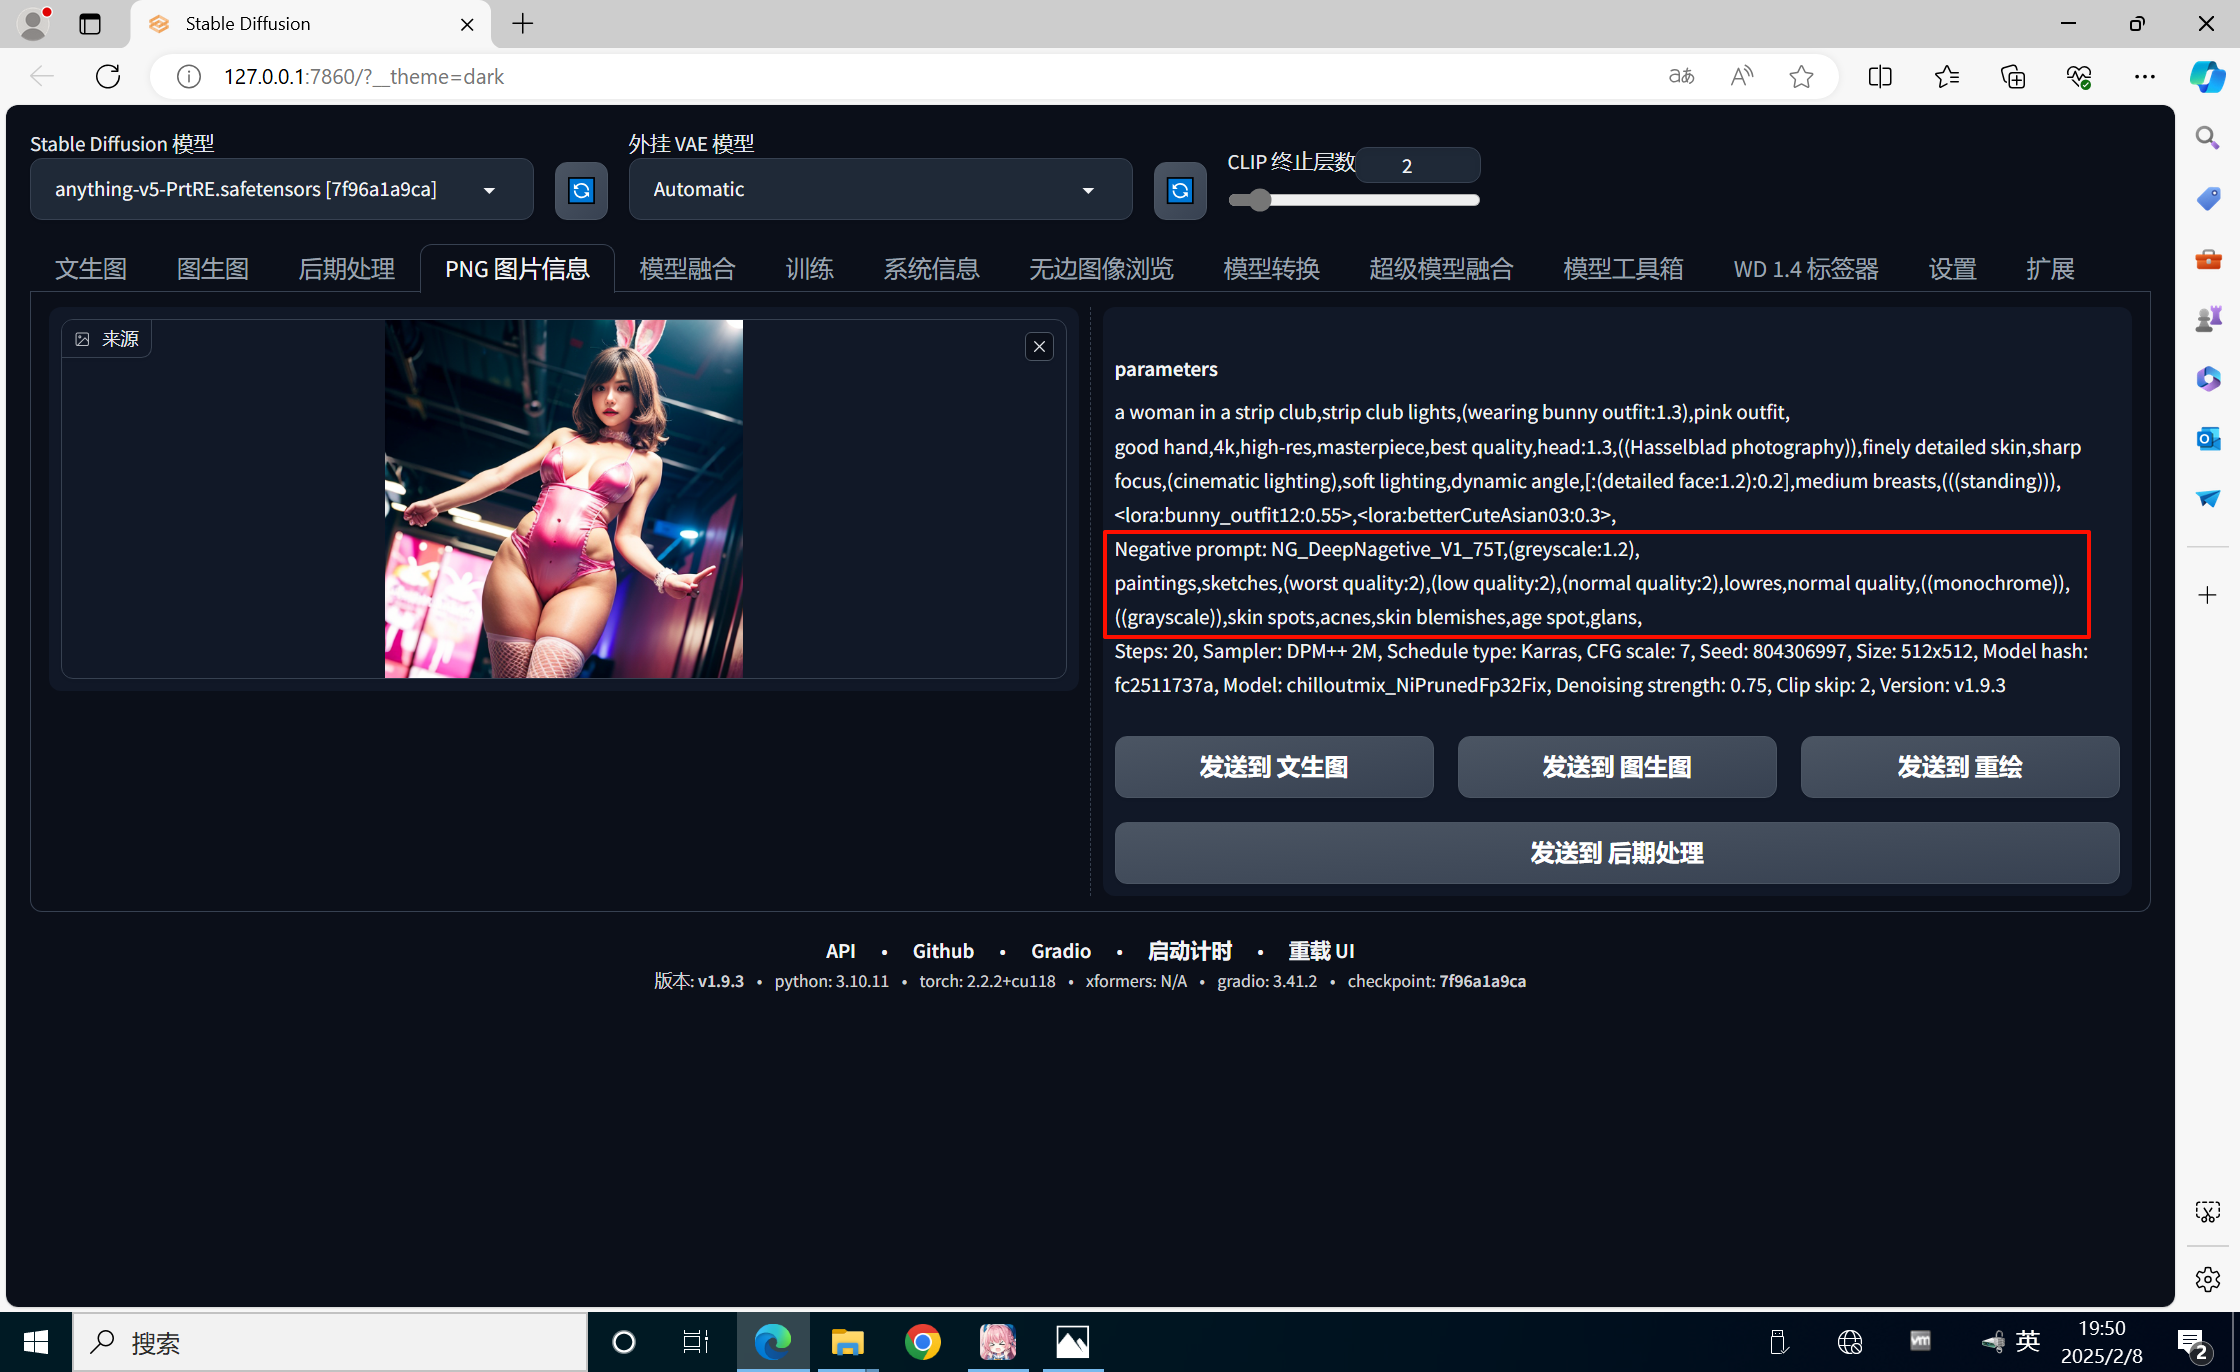 Stable Diffusion
127.0.0.1:7860/?__theme=dark
aあ
Stable Diffusion 模型
外挂 VAE 模型
CLIP 终止层数
2
anything-v5-PrtRE.safetensors [7f96a1a9ca]
Automatic
文生图
图生图
后期处理
PNG 图片信息
模型融合
训练
系统信息
无边图像浏览
模型转换
超级模型融合
模型工具箱
WD 1.4 标签器
设置
扩展
来源
parameters
a woman in a strip club,strip club lights,(wearing bunny outfit:1.3),pink outfit,
good hand,4k,high-res,masterpiece,best quality,head:1.3,((Hasselblad photography)),finely detailed skin,sharp
focus,(cinematic lighting),soft lighting,dynamic angle,[:(detailed face:1.2):0.2],medium breasts,(((standing))),
<lora:bunny_outfit12:0.55>,<lora:betterCuteAsian03:0.3>,
Negative prompt: NG_DeepNagetive_V1_75T,(greyscale:1.2),
paintings,sketches,(worst quality:2),(low quality:2),(normal quality:2),lowres,normal quality,((monochrome)),
((grayscale)),skin spots,acnes,skin blemishes,age spot,glans,
Steps: 20, Sampler: DPM++ 2M, Schedule type: Karras, CFG scale: 7, Seed: 804306997, Size: 512x512, Model hash:
fc2511737a, Model: chilloutmix_NiPrunedFp32Fix, Denoising strength: 0.75, Clip skip: 2, Version: v1.9.3
发送到 文生图
发送到 图生图
发送到 重绘
发送到 后期处理
API • Github • Gradio • 启动计时 • 重载 UI
版本: v1.9.3 • python: 3.10.11 • torch: 2.2.2+cu118 • xformers: N/A • gradio: 3.41.2 • checkpoint: 7f96a1a9ca
搜索
vm
英
19:50
2025/2/8
2